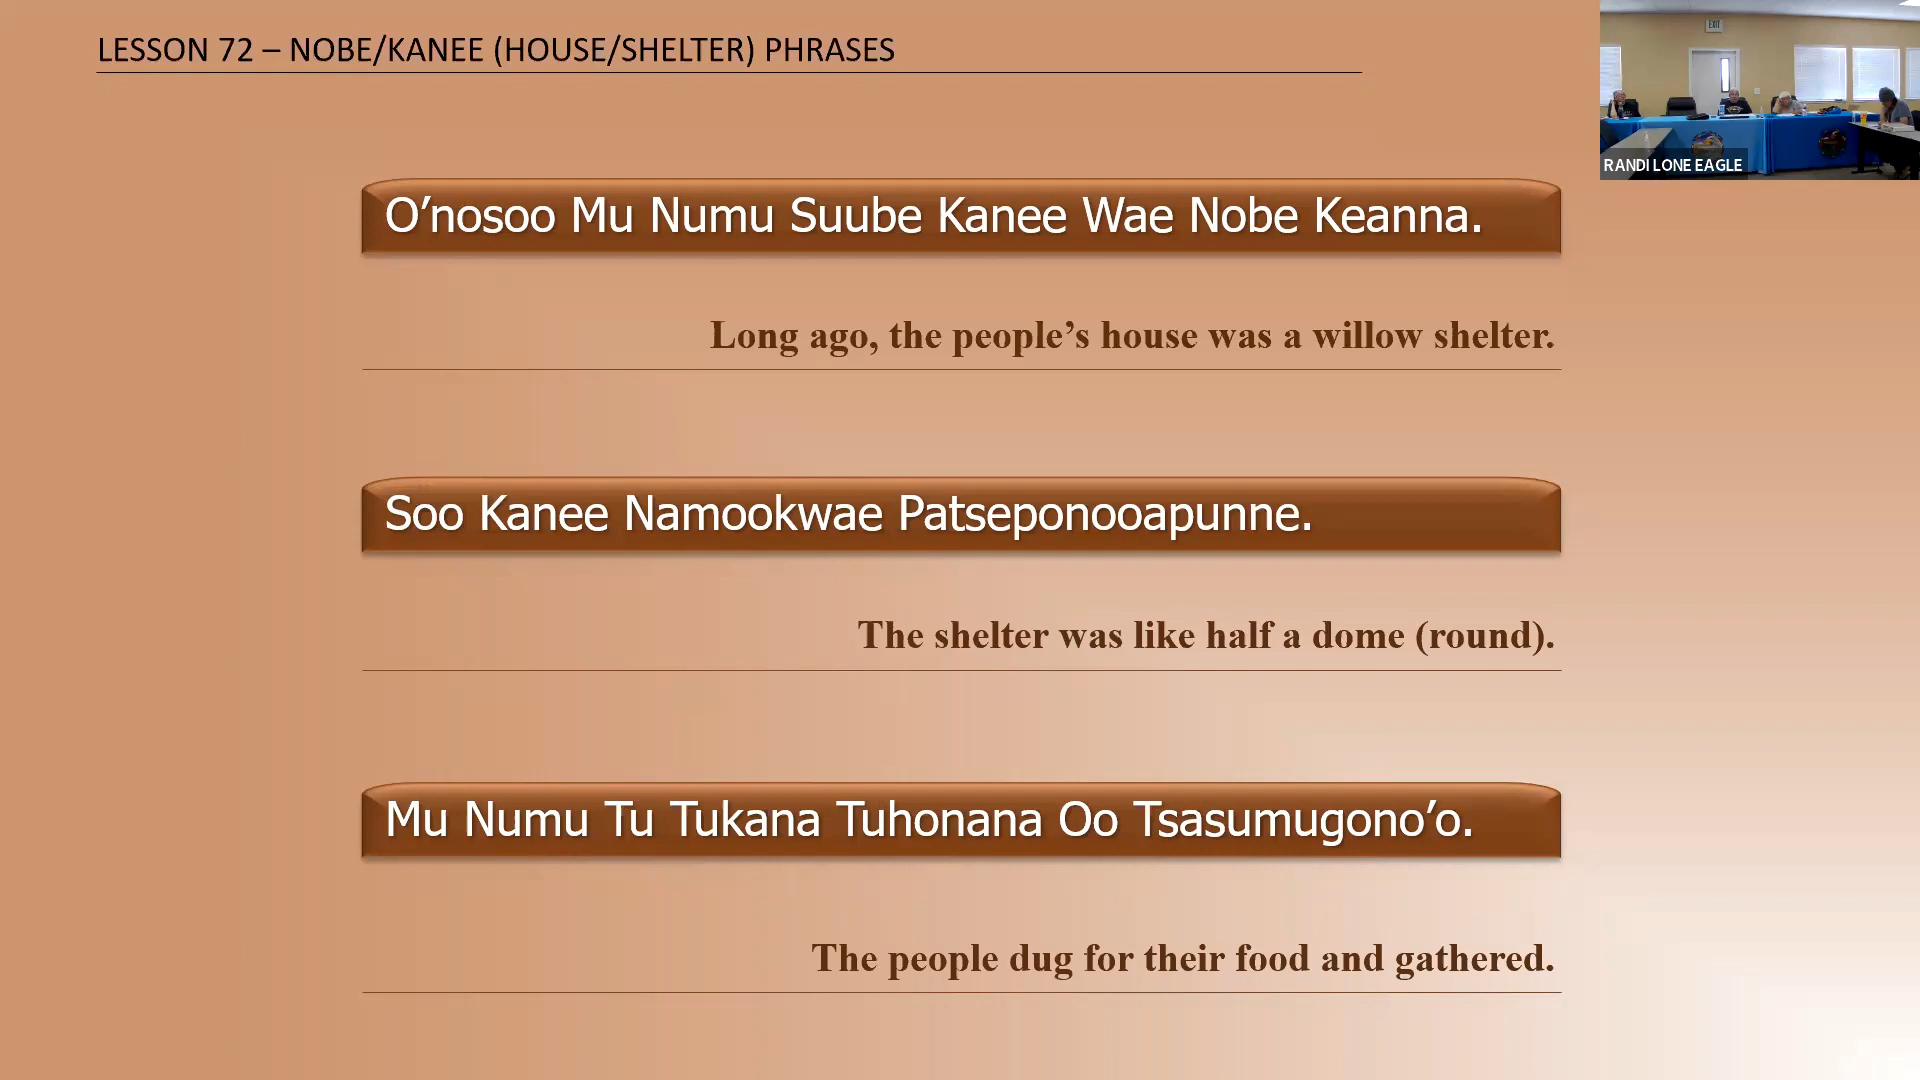 LESSON 72 – NOBE/KANEE (HOUSE/SHELTER) PHRASES
O’nosoo Mu Numu Suube Kanee Wae Nobe Keanna.
Long ago, the people’s house was a willow shelter.
Soo Kanee Namookwae Patseponooapunne.
The shelter was like half a dome (round).
Mu Numu Tu Tukana Tuhonana Oo Tsasumugono’o.
The people dug for their food and gathered.
EXIT
RANDI LONE EAGLE